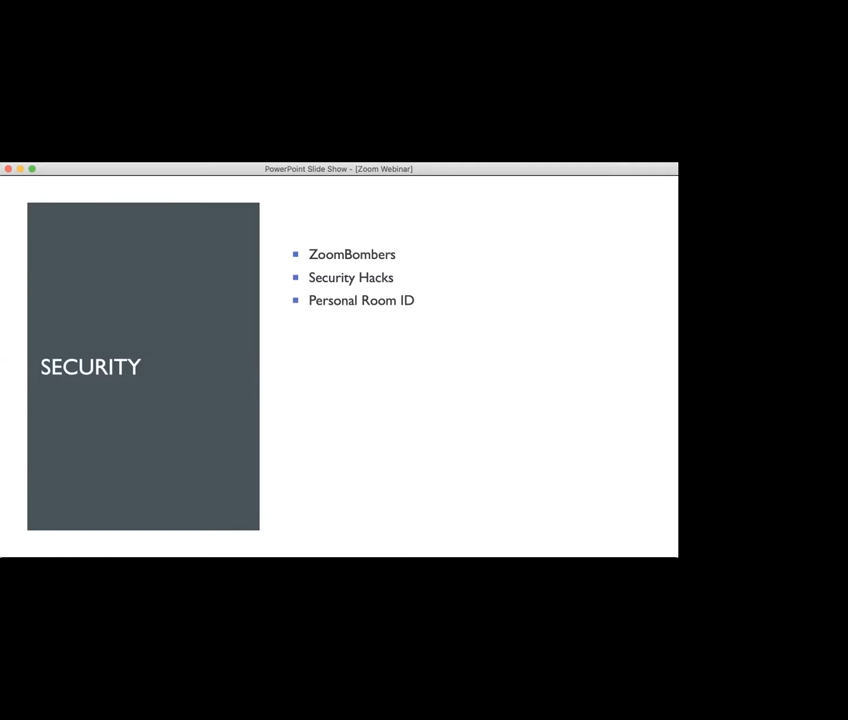 PowerPoint Slide Show - [Zoom Webinar]
SECURITY
ZoomBombers
Security Hacks
Personal Room ID